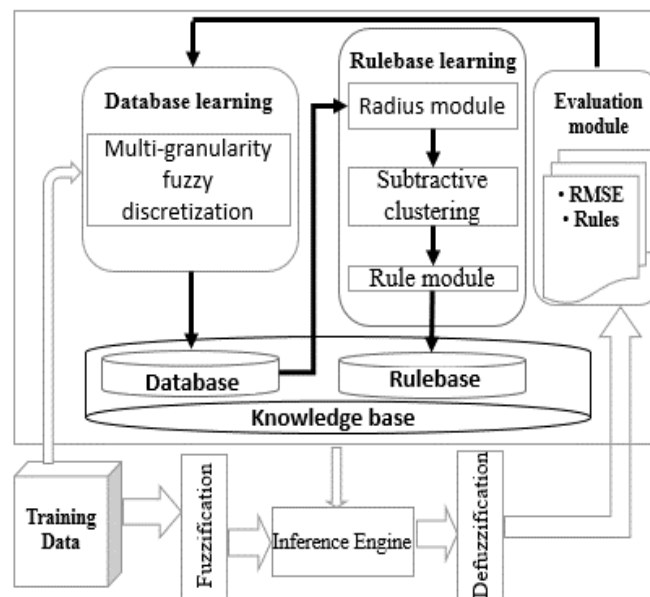 Database learning
Multi-granularity
fuzzy
discretization
Rulebase learning
Radius module
Subtractive
clustering
Rule module
Evaluation
module
• RMSE
• Rules
Database
Rulebase
Knowledge base
Training
Data
Fuzzification
Inference Engine
Defuzzification